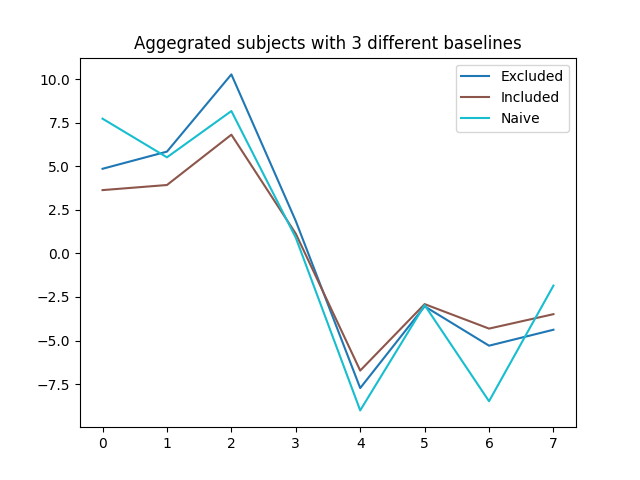 Aggegrated subjects with 3 different baselines
10.0
7.5
5.0
2.5
0.0
−2.5
−5.0
−7.5
0 1 2 3 4 5 6 7
Excluded
Included
Naive